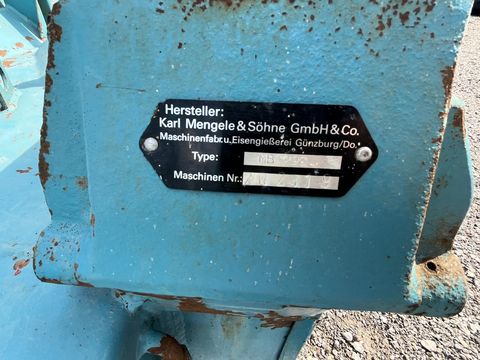 Hersteller:
Karl Mengele & Söhne GmbH & Co.
Maschinenfabr.u.Eisengießerei Günzburg/Do.
Type:
Maschinen Nr.: